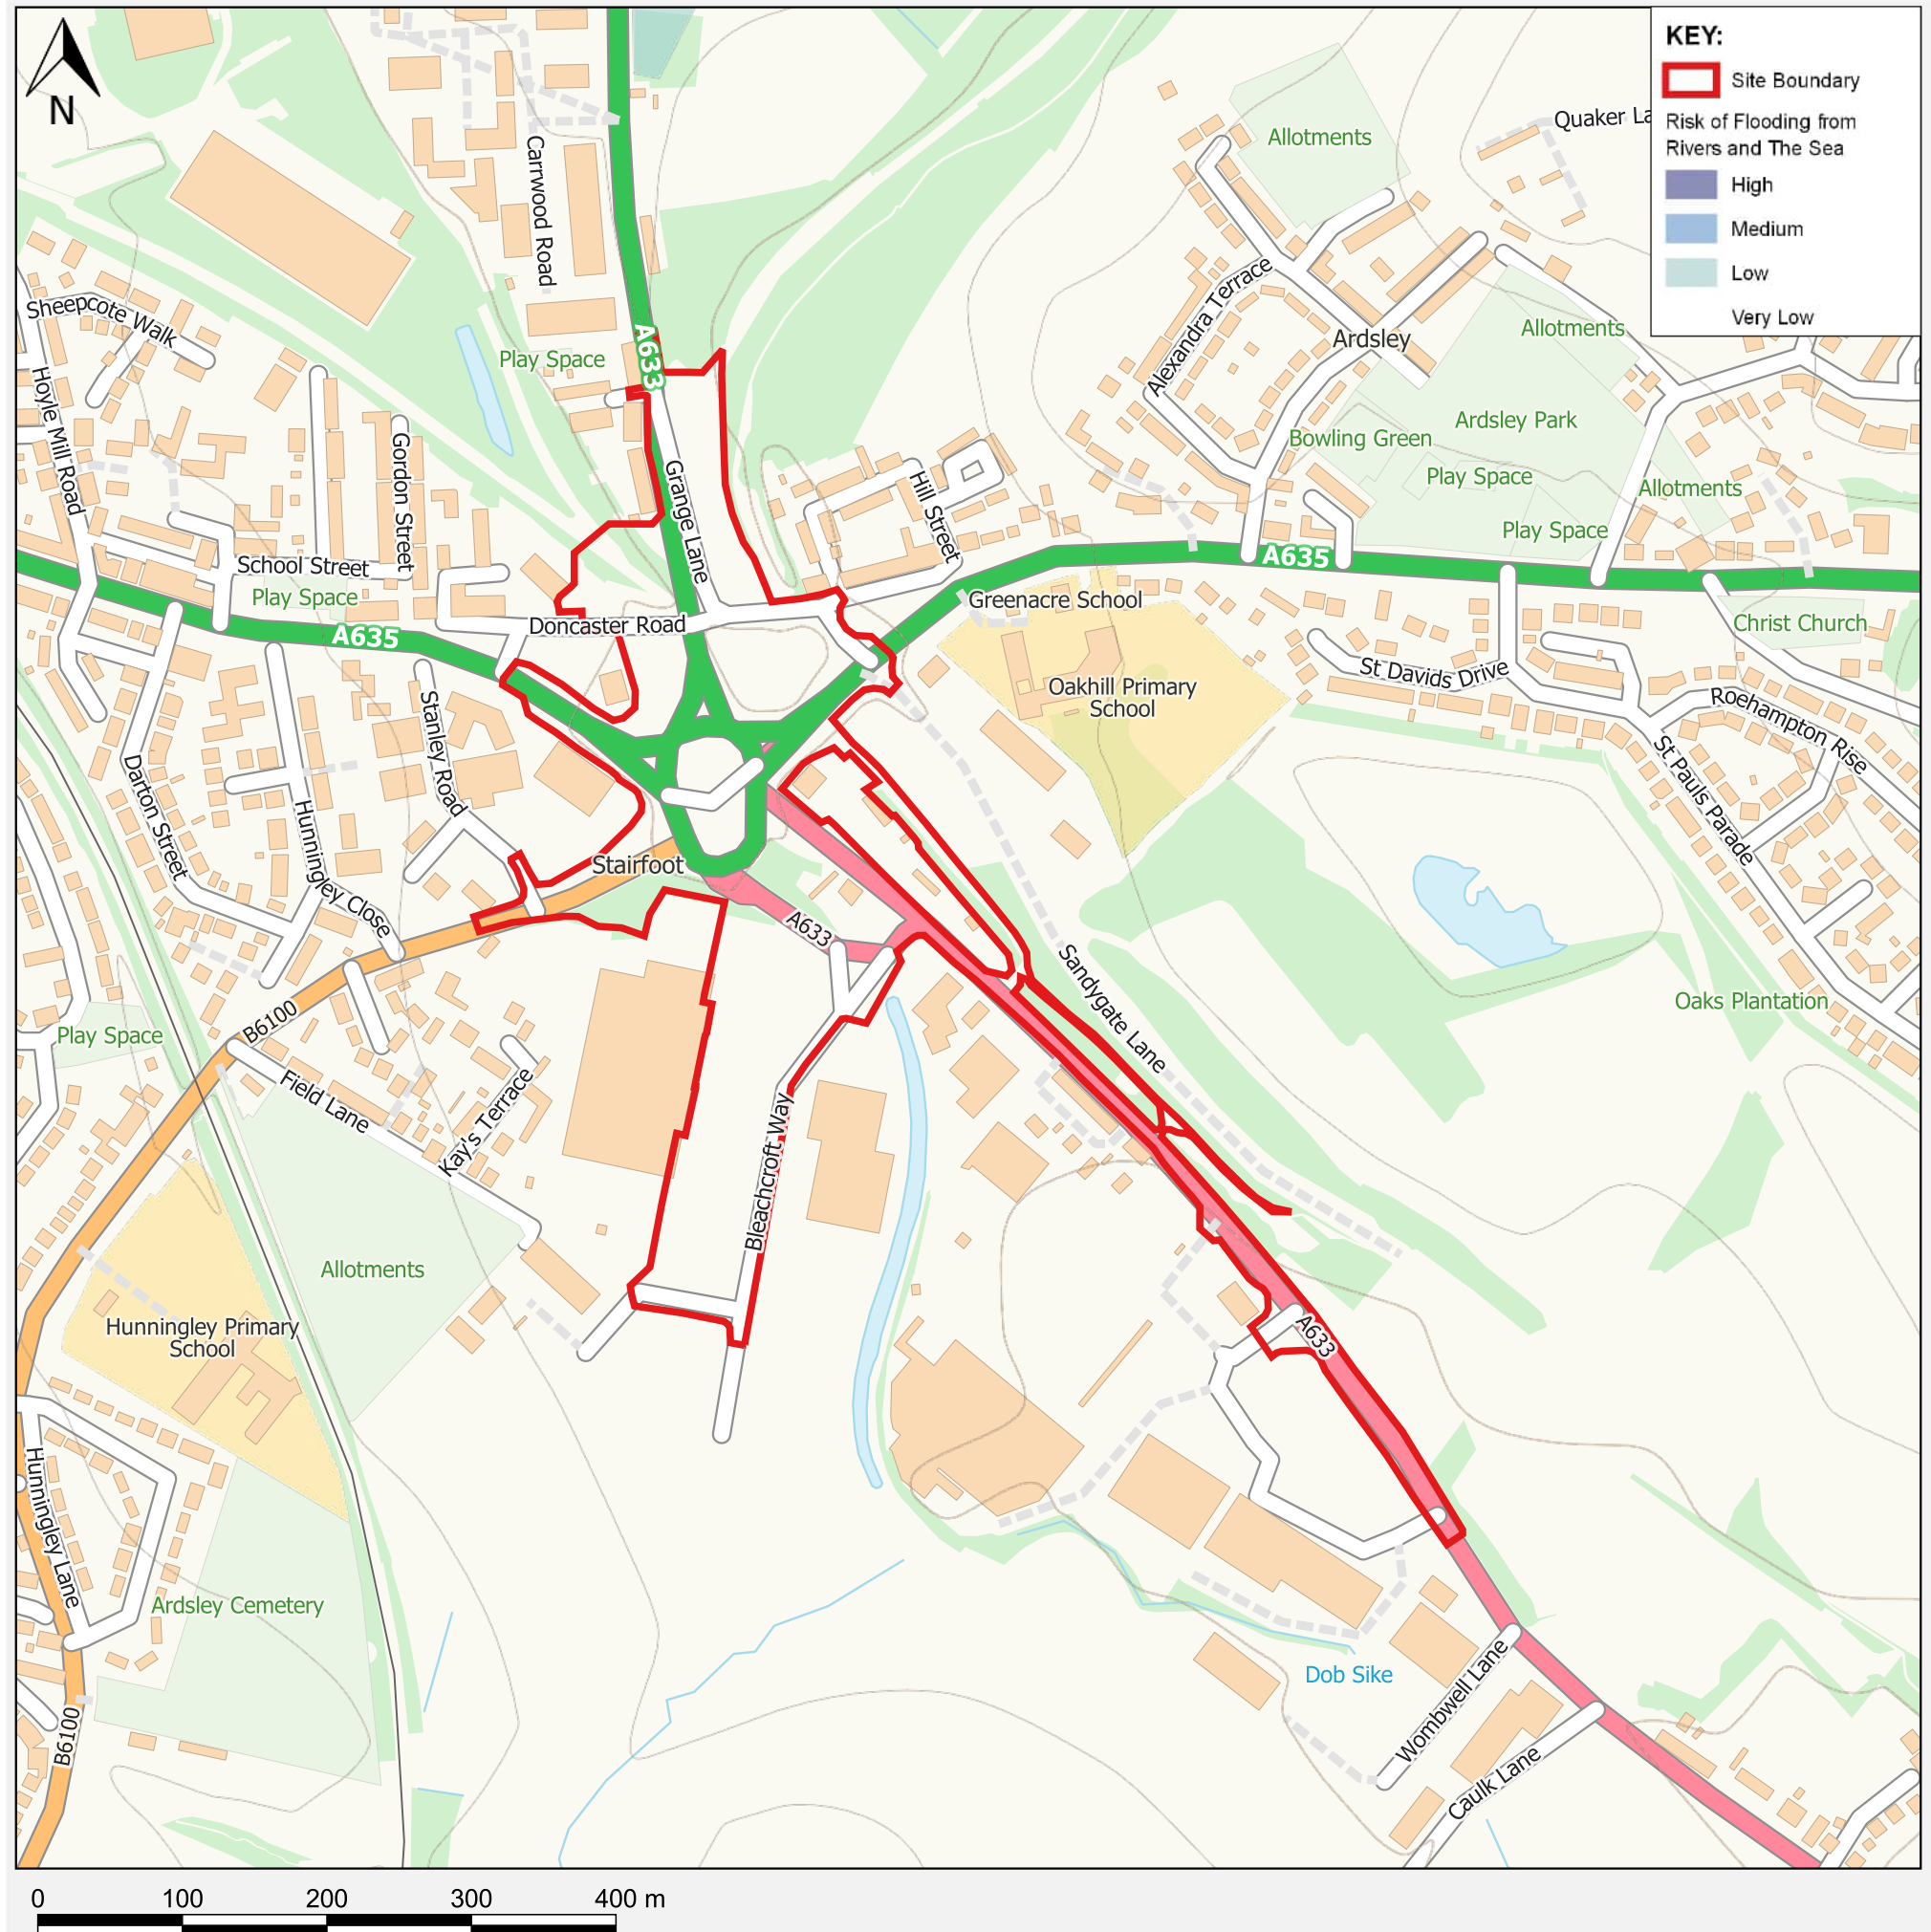 N
KEY:
Site Boundary
Risk of Flooding from
Rivers and The Sea
High
Medium
Low
Very Low
Quaker La
Allotments
Carrwood Road
Sheepcote Walk
Alexandra Terrace
Ardsley
Allotments
A633
Play Space
Hoyle Mill Road
Gordon Street
Bowling Green
Ardsley Park
Play Space
Allotments
Grange Lane
Hill Street
Play Space
School Street
Play Space
A635
Greenacre School
Christ Church
A635
Doncaster Road
St Davids Drive
Oakhill Primary
School
Roehampton Rise
Stanley Road
Darton Street
Hunningley Close
St Pauls Parade
Stairfoot
A633
Sandygate Lane
Oaks Plantation
Play Space
B6100
Field Lane
Kay's Terrace
Bleachcroft Way
Allotments
Hunningley Primary
School
A633
Hunningley Lane
Ardsley Cemetery
Dob Sike
Wombwell Lane
B6100
Caulk Lane
0 100 200 300 400 m